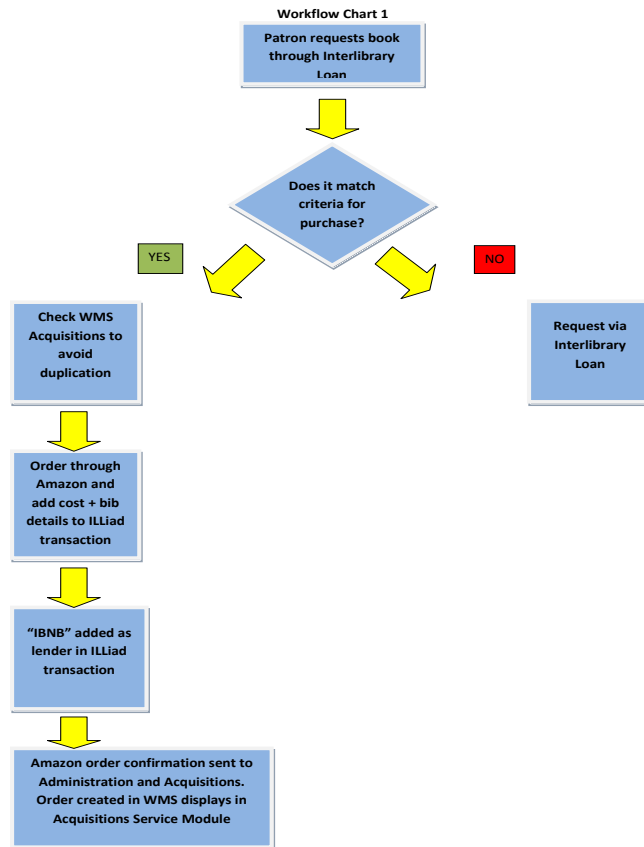 Workflow Chart 1
Patron requests book
through Interlibrary
Loan
Does it match
criteria for
purchase?
YES
NO
Check WMS
Acquisitions to
avoid
duplication
Request via
Interlibrary
Loan
Order through
Amazon and
add cost + bib
details to ILLiad
transaction
“IBNB” added as
lender in ILLiad
transaction
Amazon order confirmation sent to
Administration and Acquisitions.
Order created in WMS displays in
Acquisitions Service Module